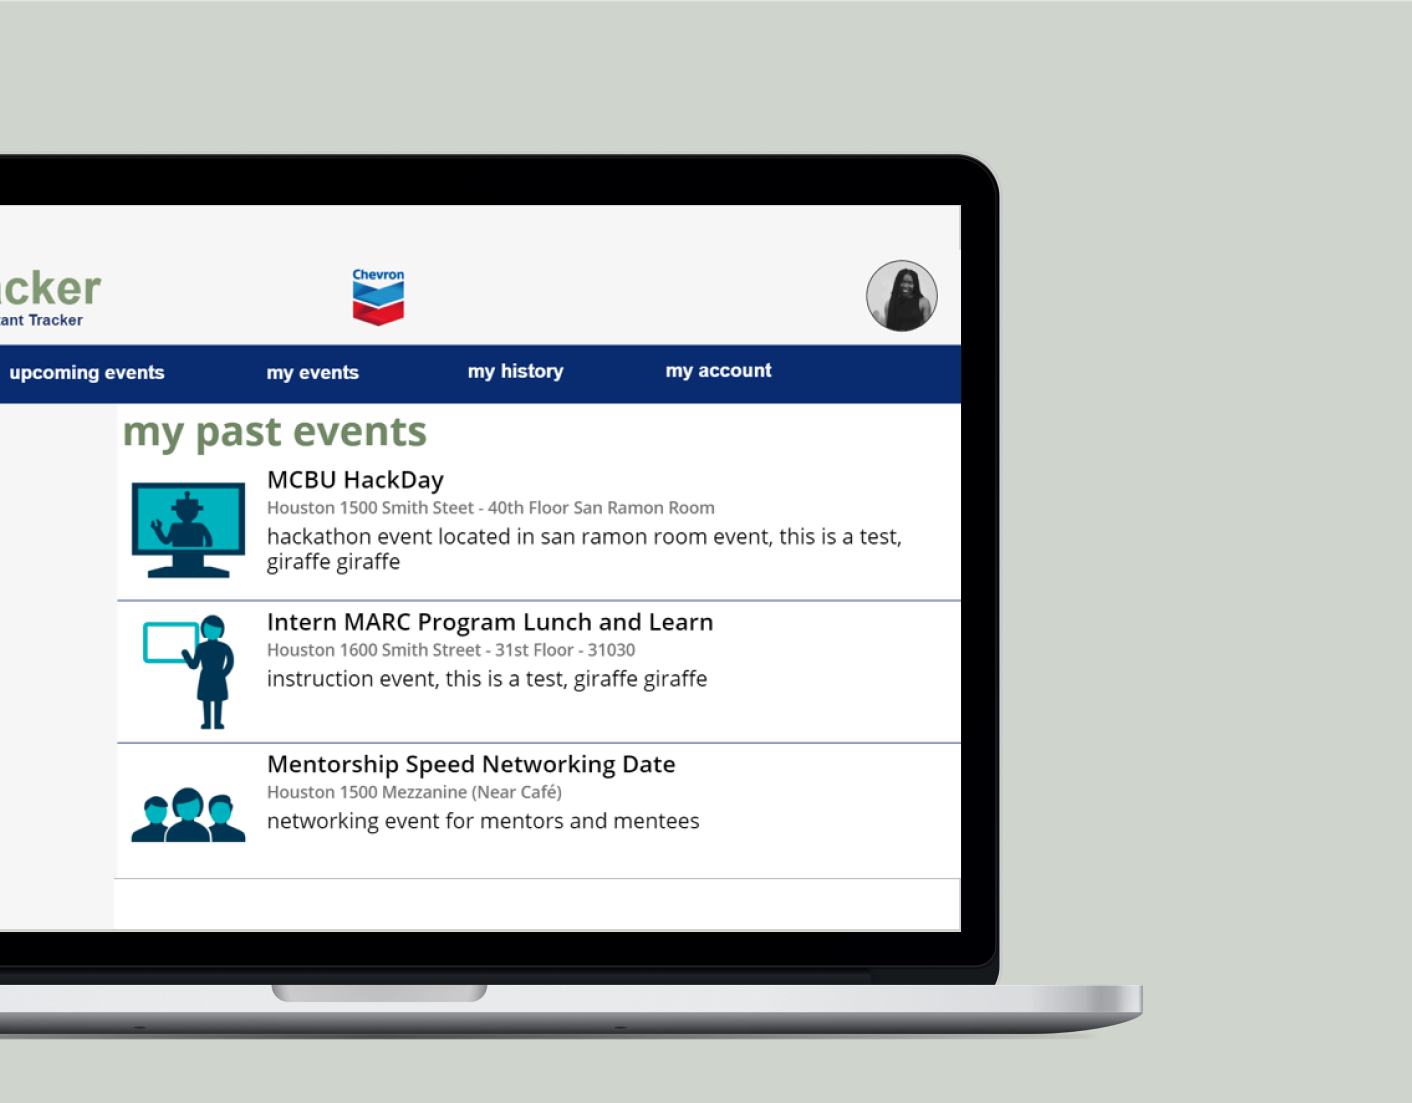 acker
Chevron
ant Tracker
upcoming events
my events
my history
my account
my past events
MCBU HackDay
Houston 1500 Smith Steet - 40th Floor San Ramon Room
hackathon event located in san ramon room event, this is a test,
giraffe giraffe
Intern MARC Program Lunch and Learn
Houston 1600 Smith Street - 31st Floor - 31030
instruction event, this is a test, giraffe giraffe
Mentorship Speed Networking Date
Houston 1500 Mezzanine (Near Café)
networking event for mentors and mentees